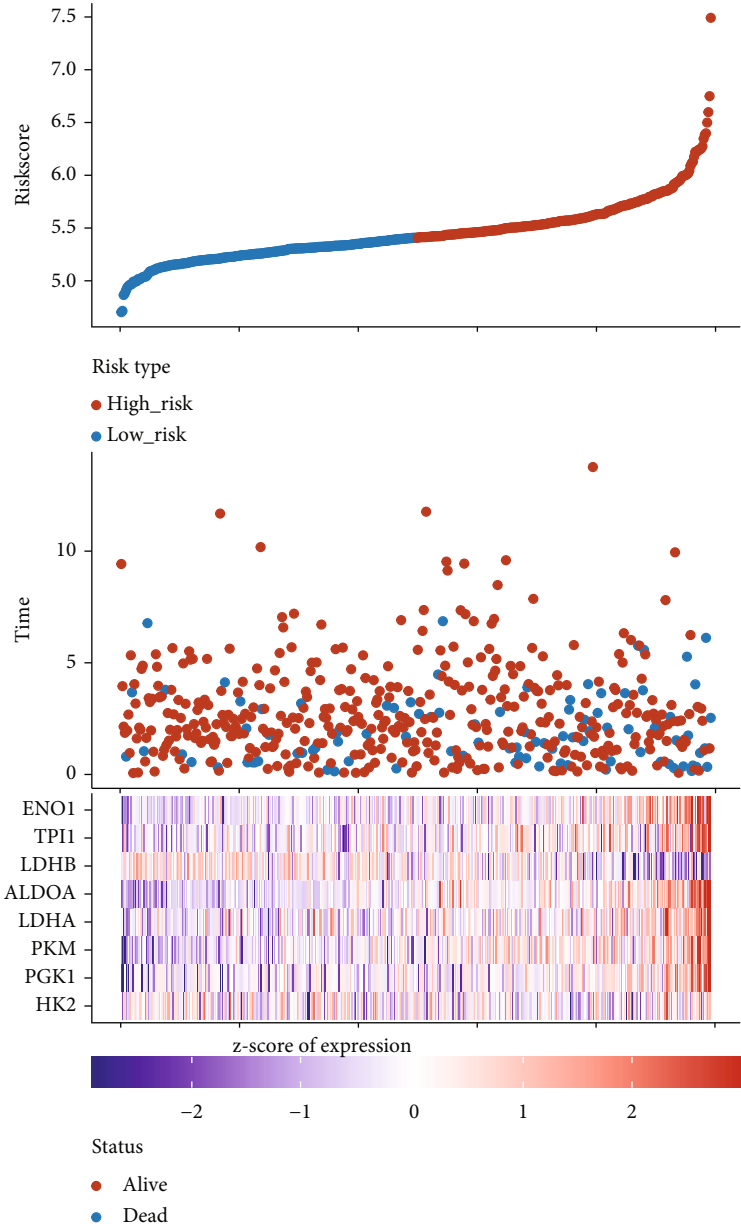 7.5
7.0
6.5
6.0
5.5
5.0
Riskscore
Risk type
High_risk
Low_risk
10
5
0
Time
ENO1
TPI1
LDHB
ALDOA
LDHA
PKM
PGK1
HK2
z-score of expression
−2 −1 0 1 2
Status
Alive
Dead